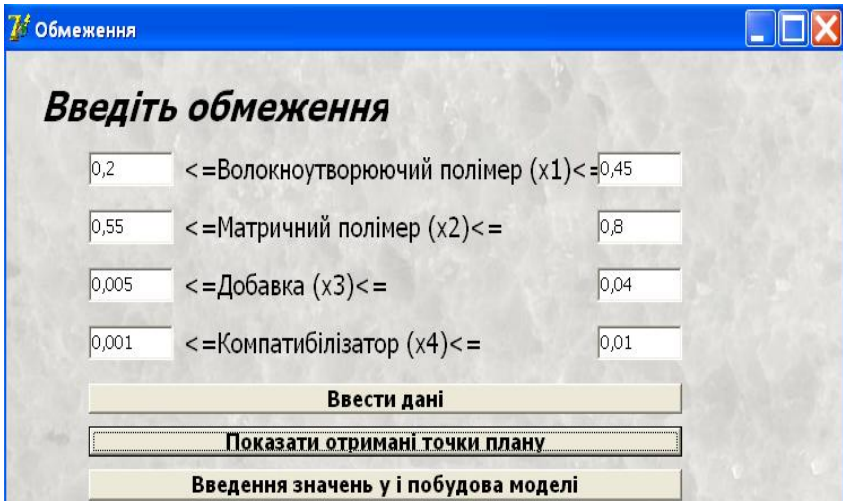 Обмеження
Введіть обмеження
0,2 <=Волокноутворюючий полімер (x1)<= 0,45
0,55 <=Матричний полімер (x2)<= 0,8
0,005 <=Добавка (x3)<= 0,04
0,001 <=Компатибілізатор (x4)<= 0,01
Ввести дані
Показати отримані точки плану
Введення значень у і побудова моделі